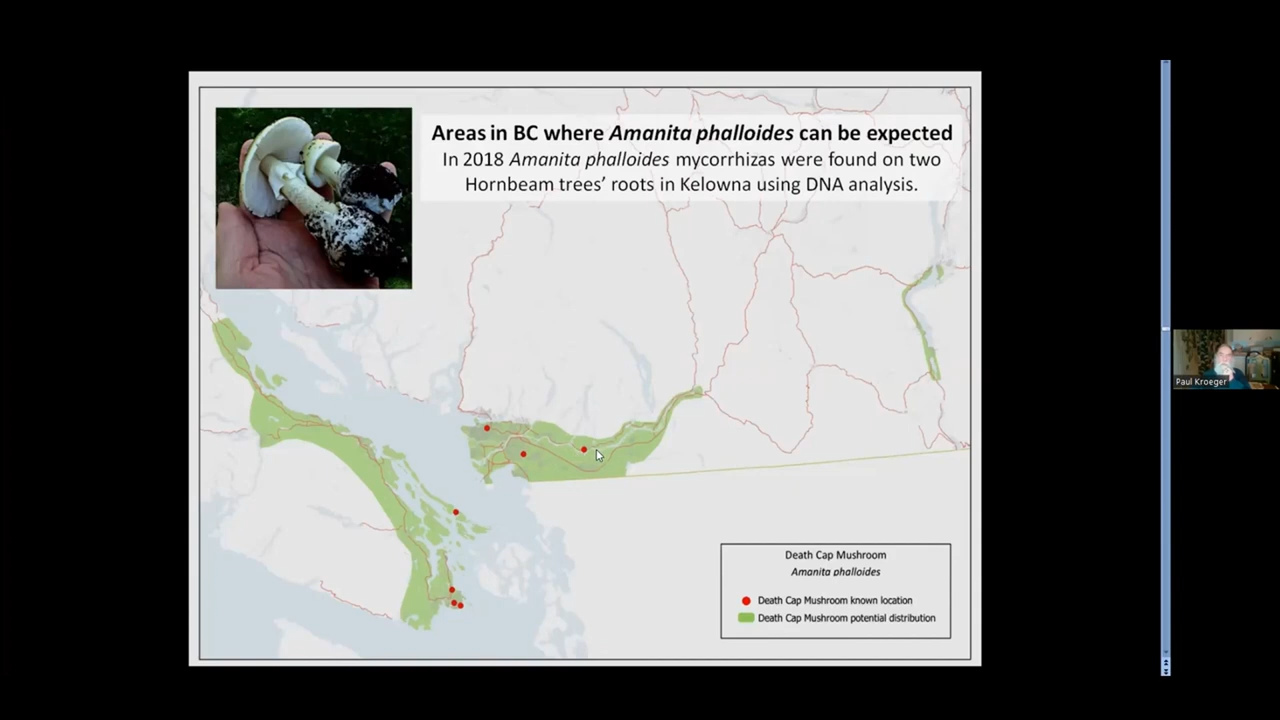 Areas in BC where Amanita phalloides can be expected
In 2018 Amanita phalloides mycorrhizas were found on two
Hornbeam trees' roots in Kelowna using DNA analysis.
Death Cap Mushroom
Amanita phalloides
Death Cap Mushroom known location
Death Cap Mushroom potential distribution
Paul Kroeger